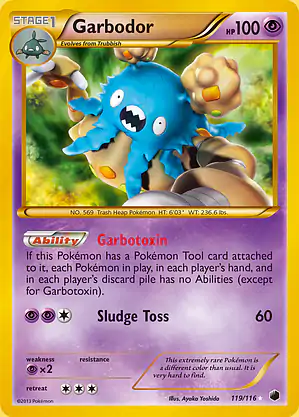 STAGE1
Garbodor
HP100
Evolves from Trubbish
NO. 569 Trash Heap Pokémon HT: 6'03" WT: 236.6 lbs.
Ability Garbotoxin
If this Pokémon has a Pokémon Tool card attached
to it, each Pokémon in play, in each player's hand, and
in each player's discard pile has no Abilities (except
for Garbotoxin).
Sludge Toss 60
weakness resistance
×2
retreat
This extremely rare Pokémon is a
different color than usual. It is
very hard to find.
©2013 Pokémon
Illus. Ayaka Yoshida
119/116